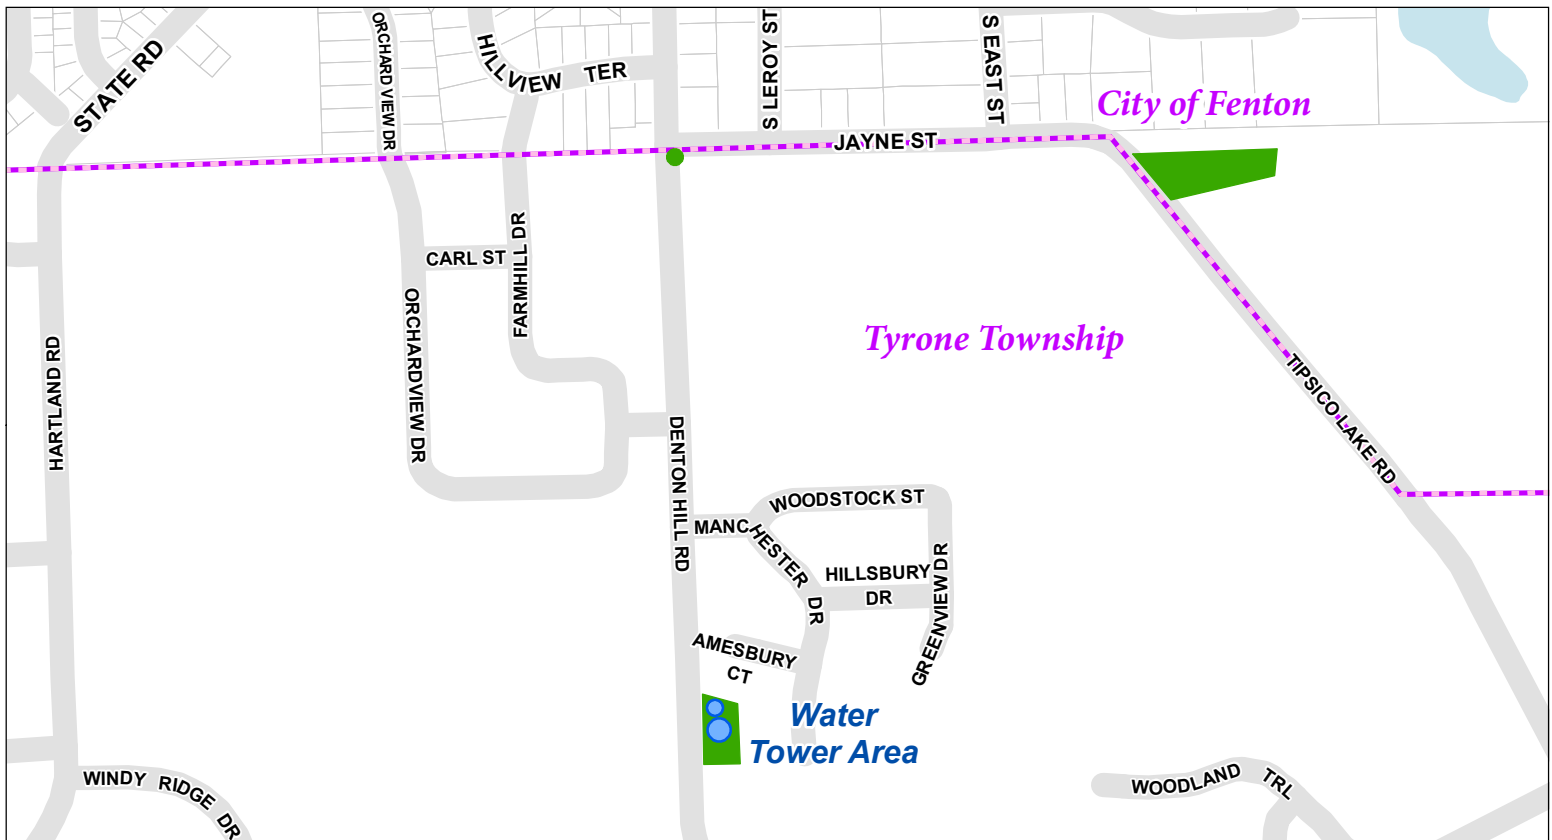 STATE RD
ORCHARD VIEW DR
HILLVIEW TER
S LEROY ST
S EAST ST
City of Fenton
JAYNE ST
CARL ST
FARMHILL DR
ORCHARDVIEW DR
HARTLAND RD
Tyrone Township
TIPSICO LAKE RD
DENTON HILL RD
WOODSTOCK ST
MANCHESTER DR
HILLSBURY
DR
GREENVIEW DR
AMESBURY
CT
Water
Tower Area
WINDY RIDGE DR
WOODLAND TRL